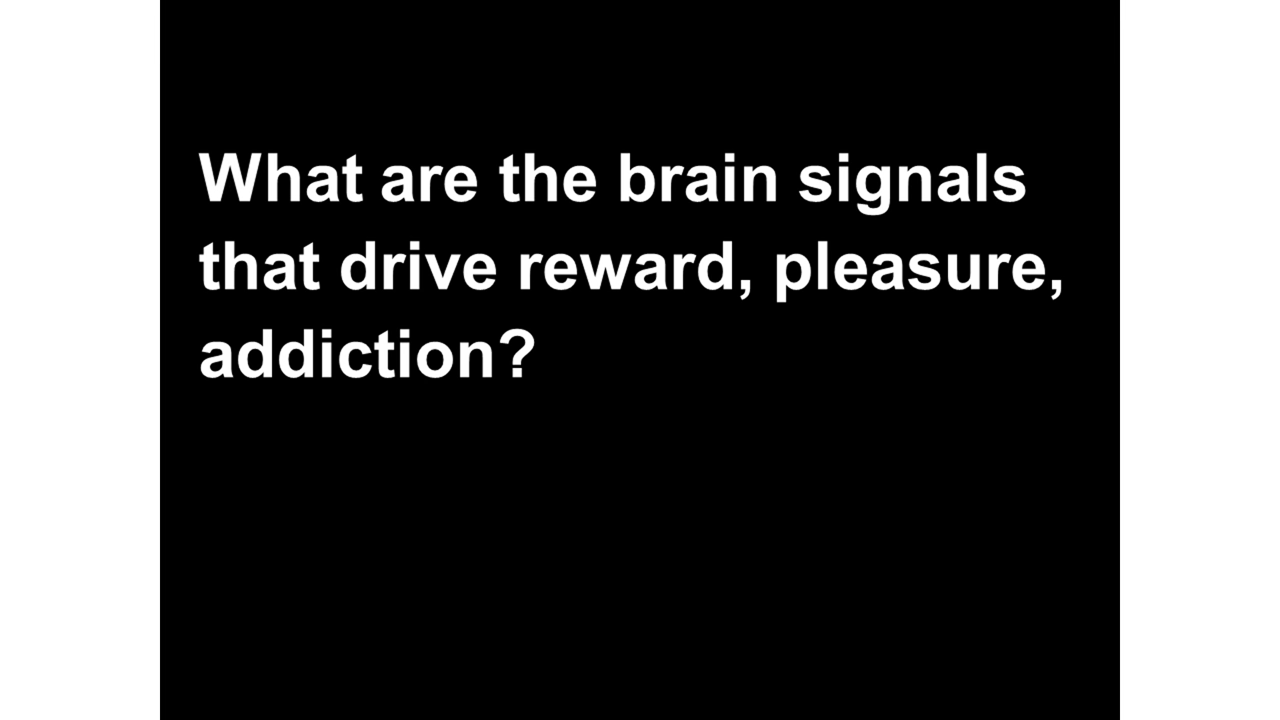 What are the brain signals
that drive reward, pleasure,
addiction?